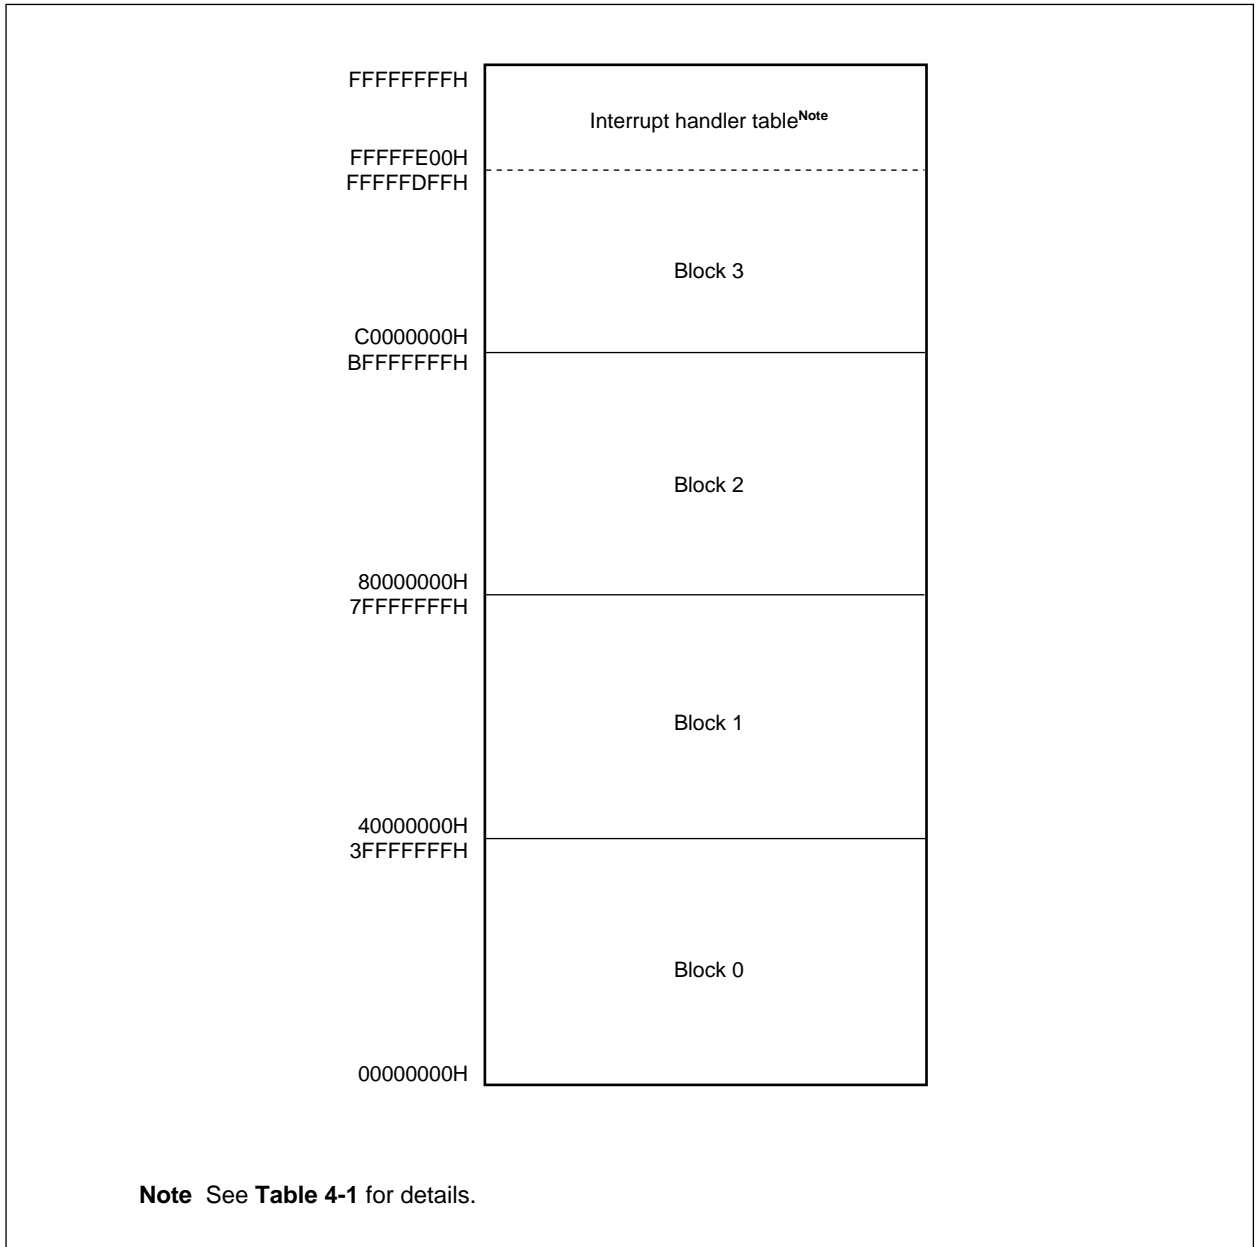 FFFFFFFFH
Interrupt handler tableNote
FFFFFE00H
FFFFFDFFH
Block 3
C0000000H
BFFFFFFFH
Block 2
80000000H
7FFFFFFFH
Block 1
40000000H
3FFFFFFFH
Block 0
00000000H
Note See Table 4-1 for details.